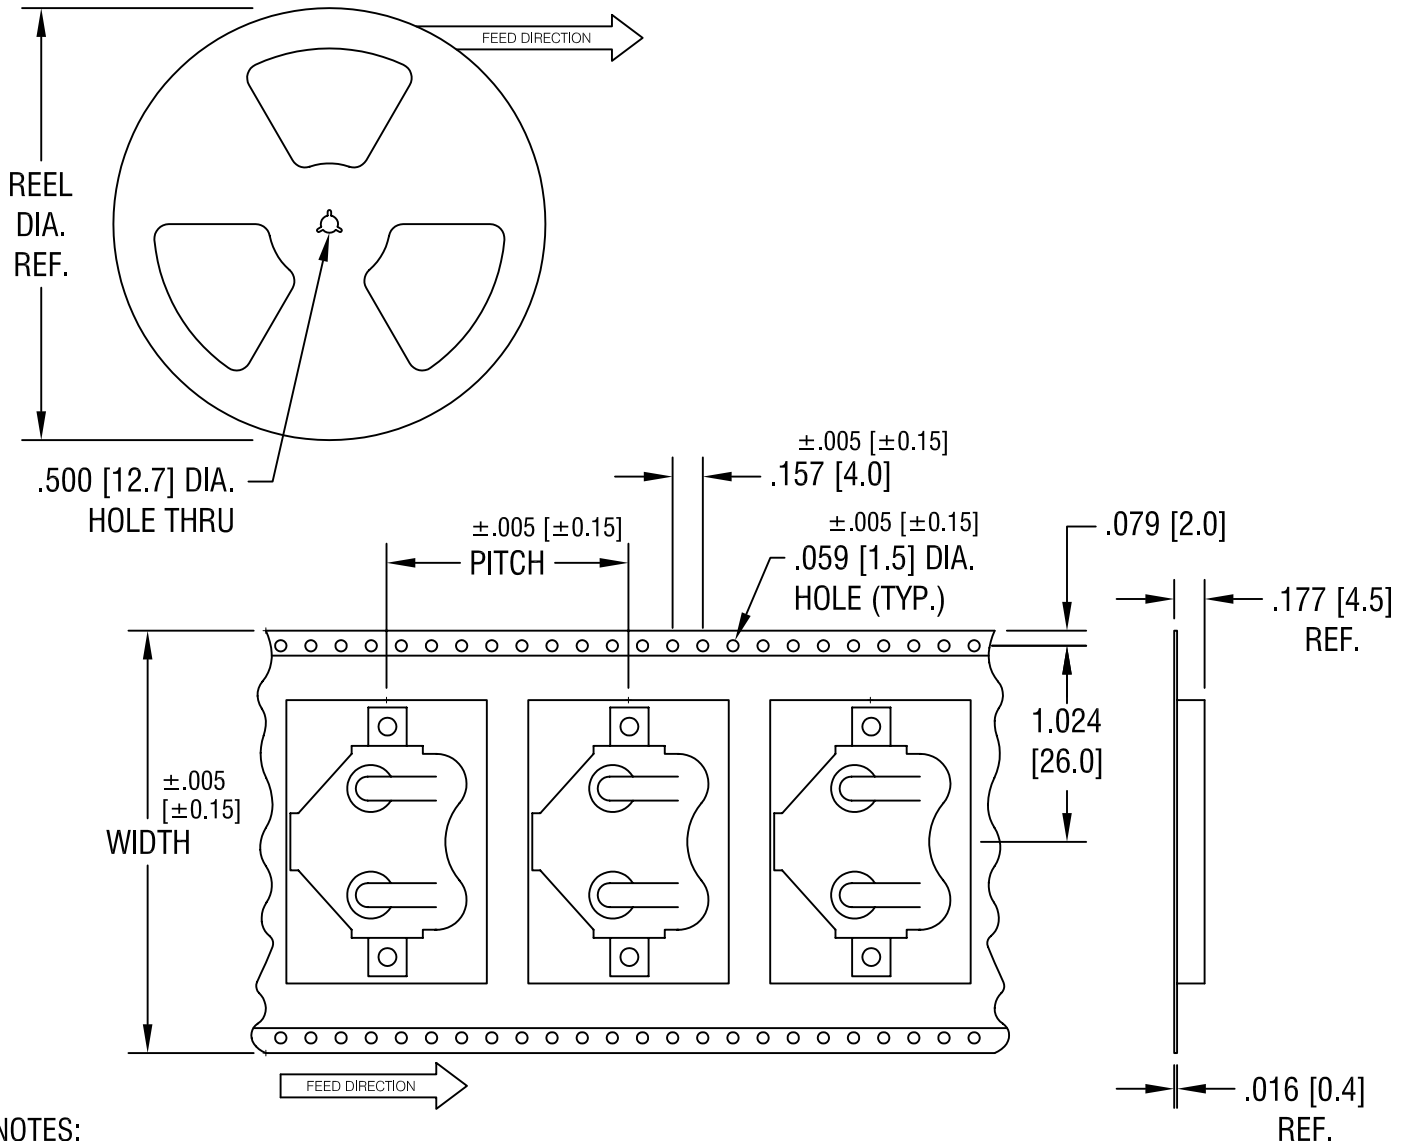 FEED DIRECTION
REEL
DIA.
REF.
.500 [12.7] DIA.
HOLE THRU
±.005 [±0.15]
.157 [4.0]
±.005 [±0.15]
PITCH
±.005 [±0.15]
.059 [1.5] DIA.
HOLE (TYP.)
.079 [2.0]
.177 [4.5]
REF.
1.024
[26.0]
±.005
[±0.15]
WIDTH
FEED DIRECTION
.016 [0.4]
REF.
NOTES: